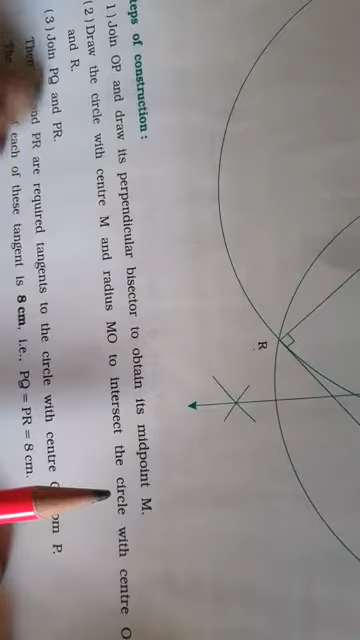 teps of construction :
1) Join OP and draw its perpendicular bisector to obtain its midpoint M.
(2) Draw the circle with centre M and radius MO to intersect the circle with centre O
and R.
(3) Join PQ and PR.
and PR are required tangents to the circle with centre om P.
each of these tangent is 8 cm, i.e., PQ = PR = 8 cm.
R